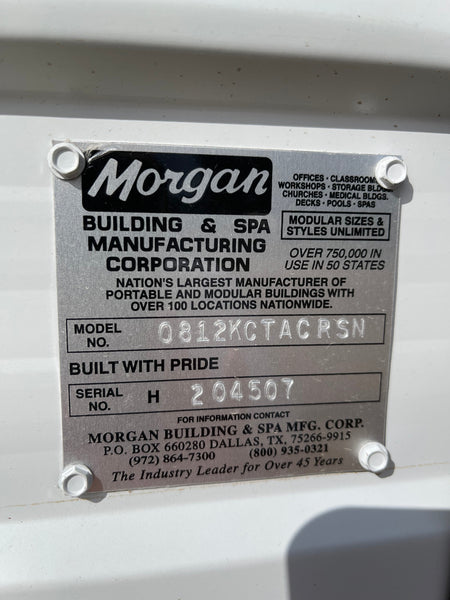 Morgan
OFFICES · CLASSROOMS
WORKSHOPS · STORAGE BLDG
CHURCHES · MEDICAL BLDGS.
DECKS · POOLS · SPAS
MODULAR SIZES &
STYLES UNLIMITED
BUILDING & SPA
MANUFACTURING
CORPORATION
OVER 750,000 IN
USE IN 50 STATES
NATION'S LARGEST MANUFACTURER OF
PORTABLE AND MODULAR BUILDINGS WITH
OVER 100 LOCATIONS NATIONWIDE.
MODEL NO. 0812KCTACRSN
BUILT WITH PRIDE
SERIAL NO. H 204507
FOR INFORMATION CONTACT
MORGAN BUILDING & SPA MFG. CORP.
P.O. BOX 660280 DALLAS, TX, 75266-9915
(972) 864-7300 (800) 935-0321
The Industry Leader for Over 45 Years